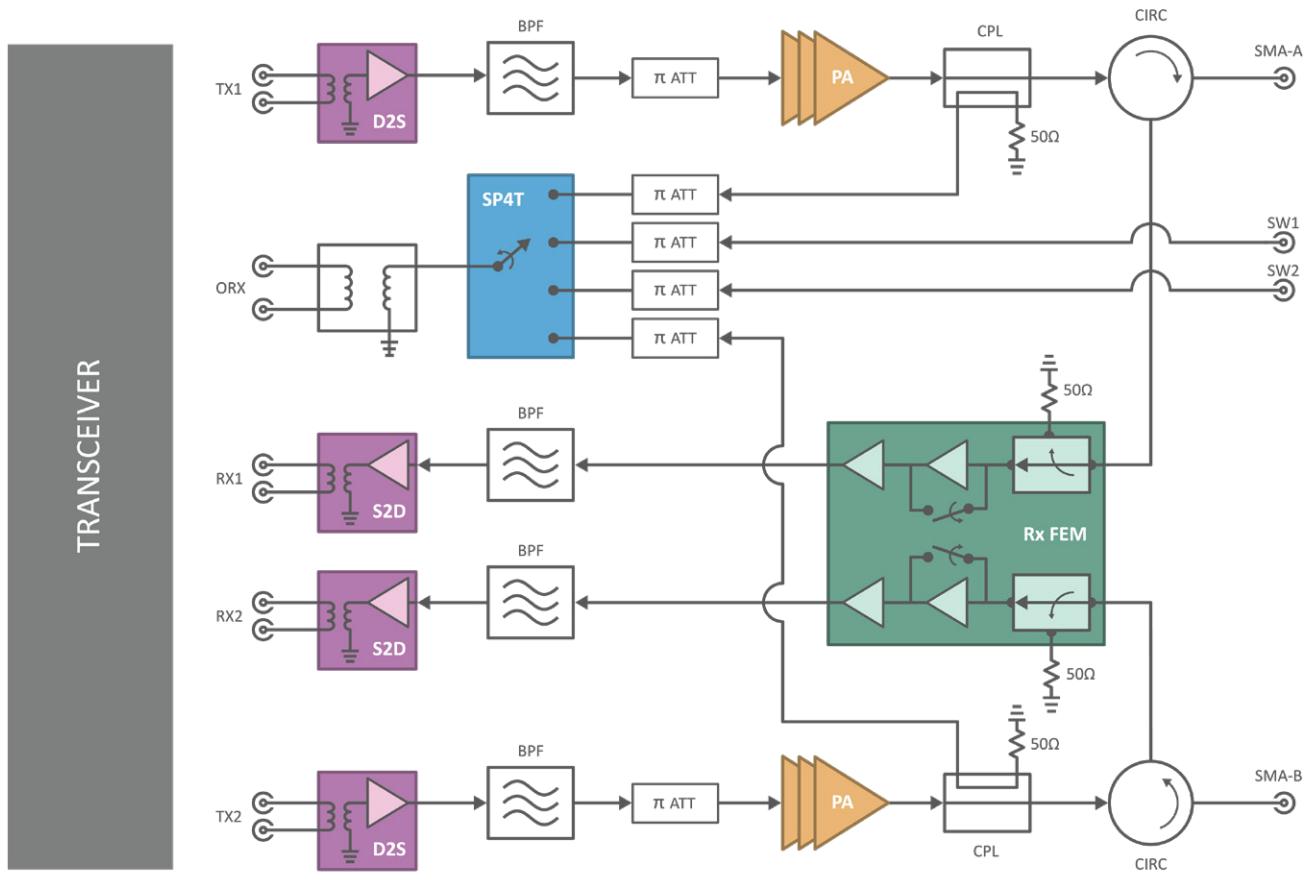 BPF
CPL
CIRC
SMA-A
TX1
D2S
π ATT
PA
50Ω
SP4T
π ATT
π ATT
SW1
π ATT
SW2
ORX
π ATT
TRANSCEIVER
BPF
50Ω
RX1
S2D
Rx FEM
BPF
RX2
S2D
50Ω
BPF
50Ω
SMA-B
TX2
D2S
π ATT
PA
CPL
CIRC